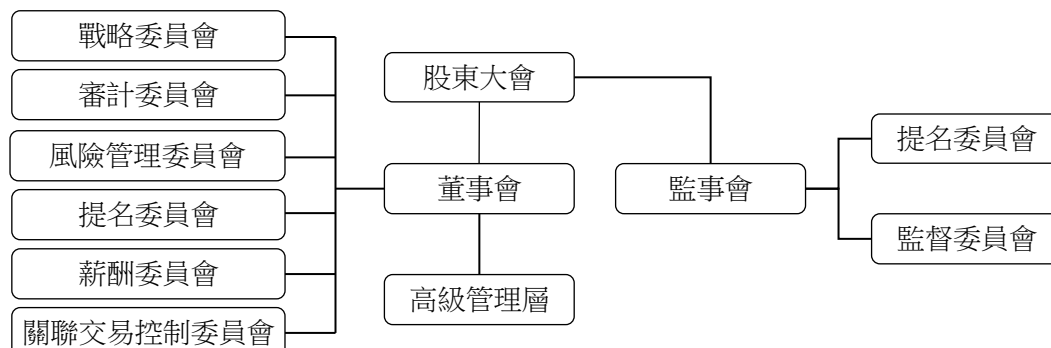 戰略委員會
審計委員會
風險管理委員會
提名委員會
薪酬委員會
關聯交易控制委員會
股東大會
董事會
高級管理層
監事會
提名委員會
監督委員會